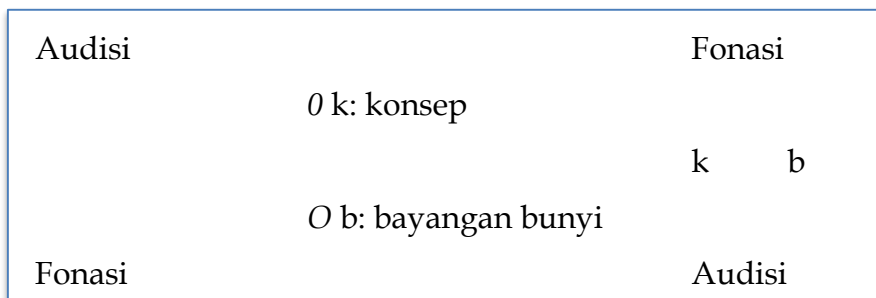 Audisi Fonasi
0 k: konsep
k b
O b: bayangan bunyi
Fonasi Audisi